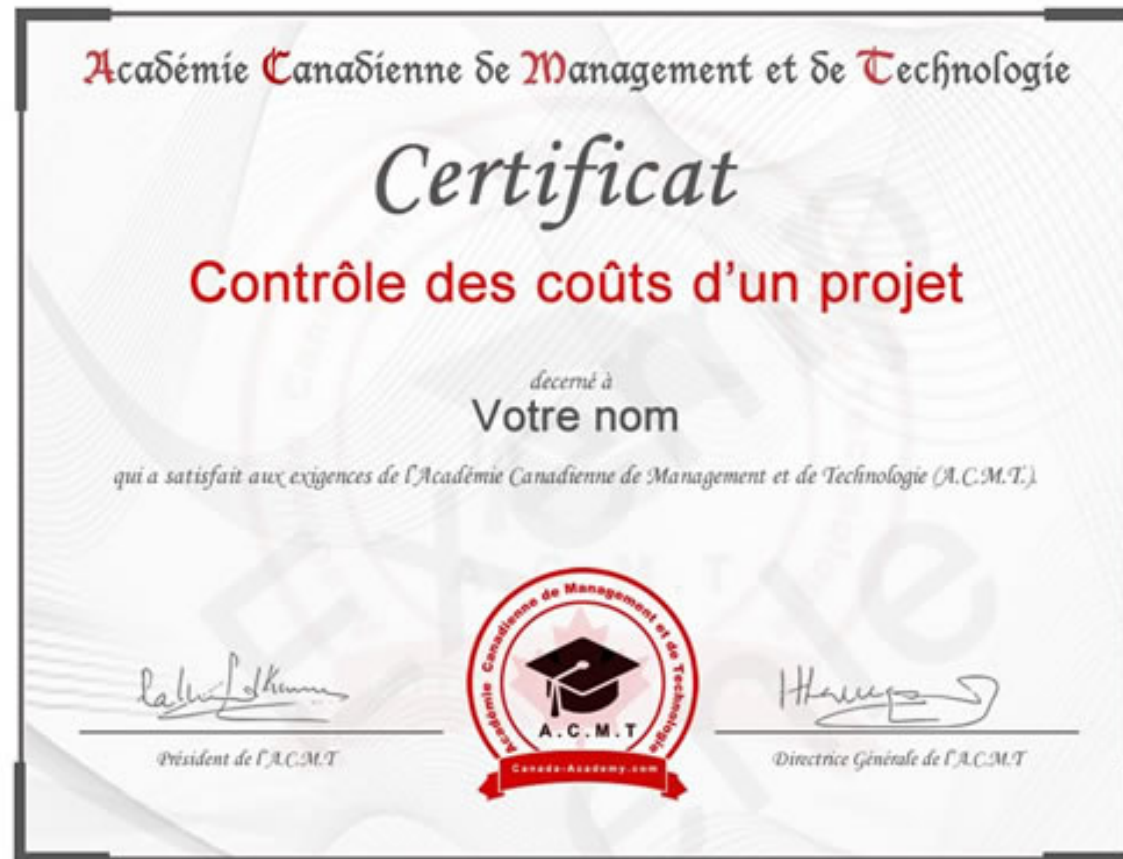 Académie Canadienne de Management et de Technologie
Certificat
Contrôle des coûts d'un projet
decerné à
Votre nom
qui a satisfait aux exigences de l'Académie Canadienne de Management et de Technologie (A.C.M.T.).
Académie Canadienne de Management et de Technologie
A.C.M.T
Canada-Academy.com
Président de l'A.C.M.T
Directrice Générale de l'A.C.M.T
Exemple